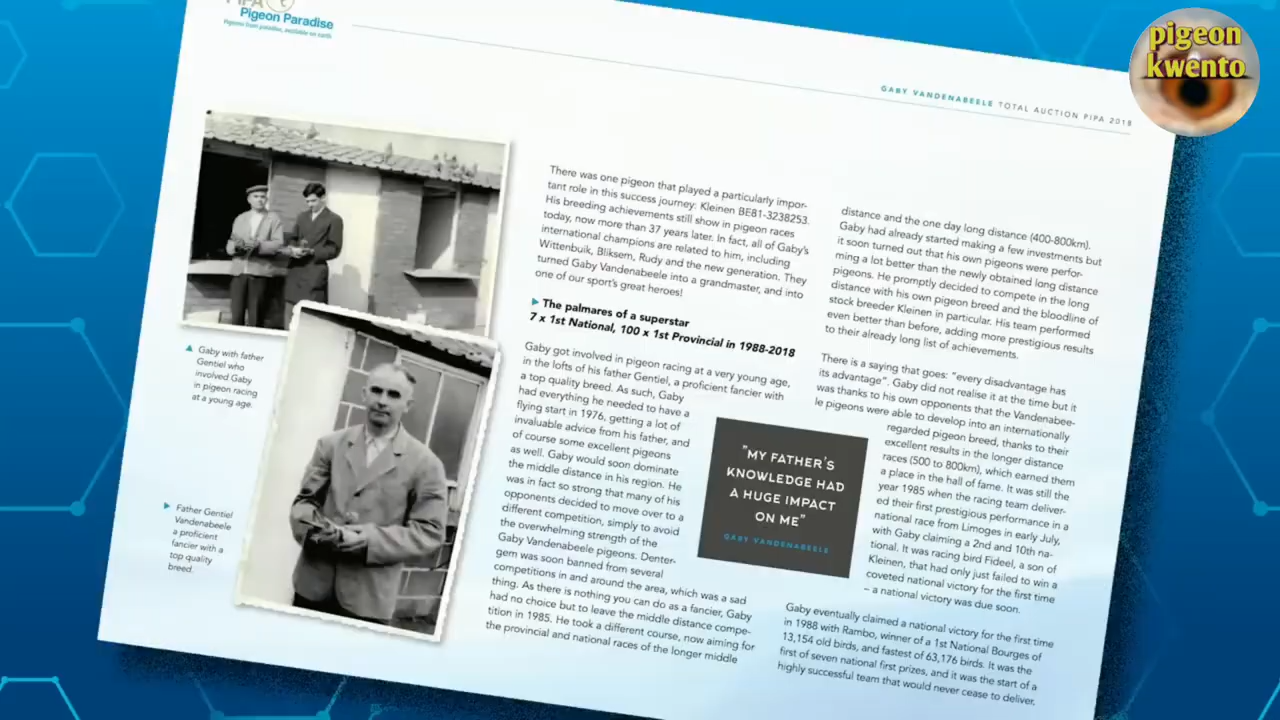 PIPA
Pigeon Paradise
Pigeons from paradise, available on earth
pigeon
kwento
GABY VANDENABEELE TOTAL AUCTION PIPA 2018
There was one pigeon that played a particularly impor-
tant role in this success journey: Kleinen BE81-3238253.
His breeding achievements still show in pigeon races
today, now more than 37 years later. In fact, all of Gaby's
international champions are related to him, including
Wittenbuik, Bliksem, Rudy and the new generation. They
turned Gaby Vandenabeele into a grandmaster, and into
one of our sport's great heroes!
The palmares of a superstar
7 x 1st National, 100 x 1st Provincial in 1988-2018
Gaby got involved in pigeon racing at a very young age,
in the lofts of his father Gentiel, a proficient fancier with
a top quality breed. As such, Gaby
had everything he needed to have a
flying start in 1976, getting a lot of
invaluable advice from his father, and
of course some excellent pigeons
as well. Gaby would soon dominate
the middle distance in his region. He
was in fact so strong that many of his
opponents decided to move over to a
different competition, simply to avoid
the overwhelming strength of the
Gaby Vandenabeele pigeons. Denter-
gem was soon banned from several
competitions in and around the area, which was a sad
thing. As there is nothing you can do as a fancier, Gaby
had no choice but to leave the middle distance compe-
tition in 1985. He took a different course, now aiming for
the provincial and national races of the longer middle
distance and the one day long distance (400-800km).
Gaby had already started making a few investments but
it soon turned out that his own pigeons were perfor-
ming a lot better than the newly obtained long distance
pigeons. He promptly decided to compete in the long
distance with his own pigeon breed and the bloodline of
stock breeder Kleinen in particular. His team performed
even better than before, adding more prestigious results
to their already long list of achievements.
There is a saying that goes: "every disadvantage has
its advantage". Gaby did not realise it at the time but it
was thanks to his own opponents that the Vandenabee-
le pigeons were able to develop into an internationally
regarded pigeon breed, thanks to their
excellent results in the longer distance
races (500 to 800km), which earned them
a place in the hall of fame. It was still the
year 1985 when the racing team deliver-
ed their first prestigious performance in a
national race from Limoges in early July,
with Gaby claiming a 2nd and 10th na-
tional. It was racing bird Fideel, a son of
Kleinen, that had only just failed to win a
coveted national victory for the first time
– a national victory was due soon.
Gaby eventually claimed a national victory for the first time
in 1988 with Rambo, winner of a 1st National Bourges of
13,154 old birds, and fastest of 63,176 birds. It was the
first of seven national first prizes, and it was the start of a
highly successful team that would never cease to deliver.
"MY FATHER'S
KNOWLEDGE HAD
A HUGE IMPACT
ON ME"
GABY VANDENABEELE
Gaby with father
Gentiel who
involved Gaby
in pigeon racing
at a young age.
Father Gentiel
Vandenabeele
a proficient
fancier with a
top quality
breed.